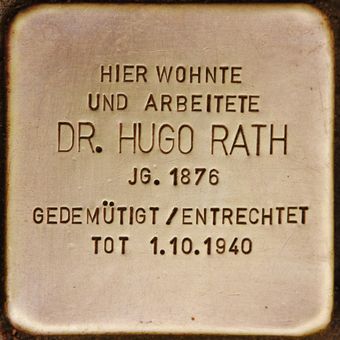 HIER WOHNTE
UND ARBEITETE
DR. HUGO RATH
JG. 1876
GEDEMÜTIGT / ENTRECHTET
TOT 1.10.1940